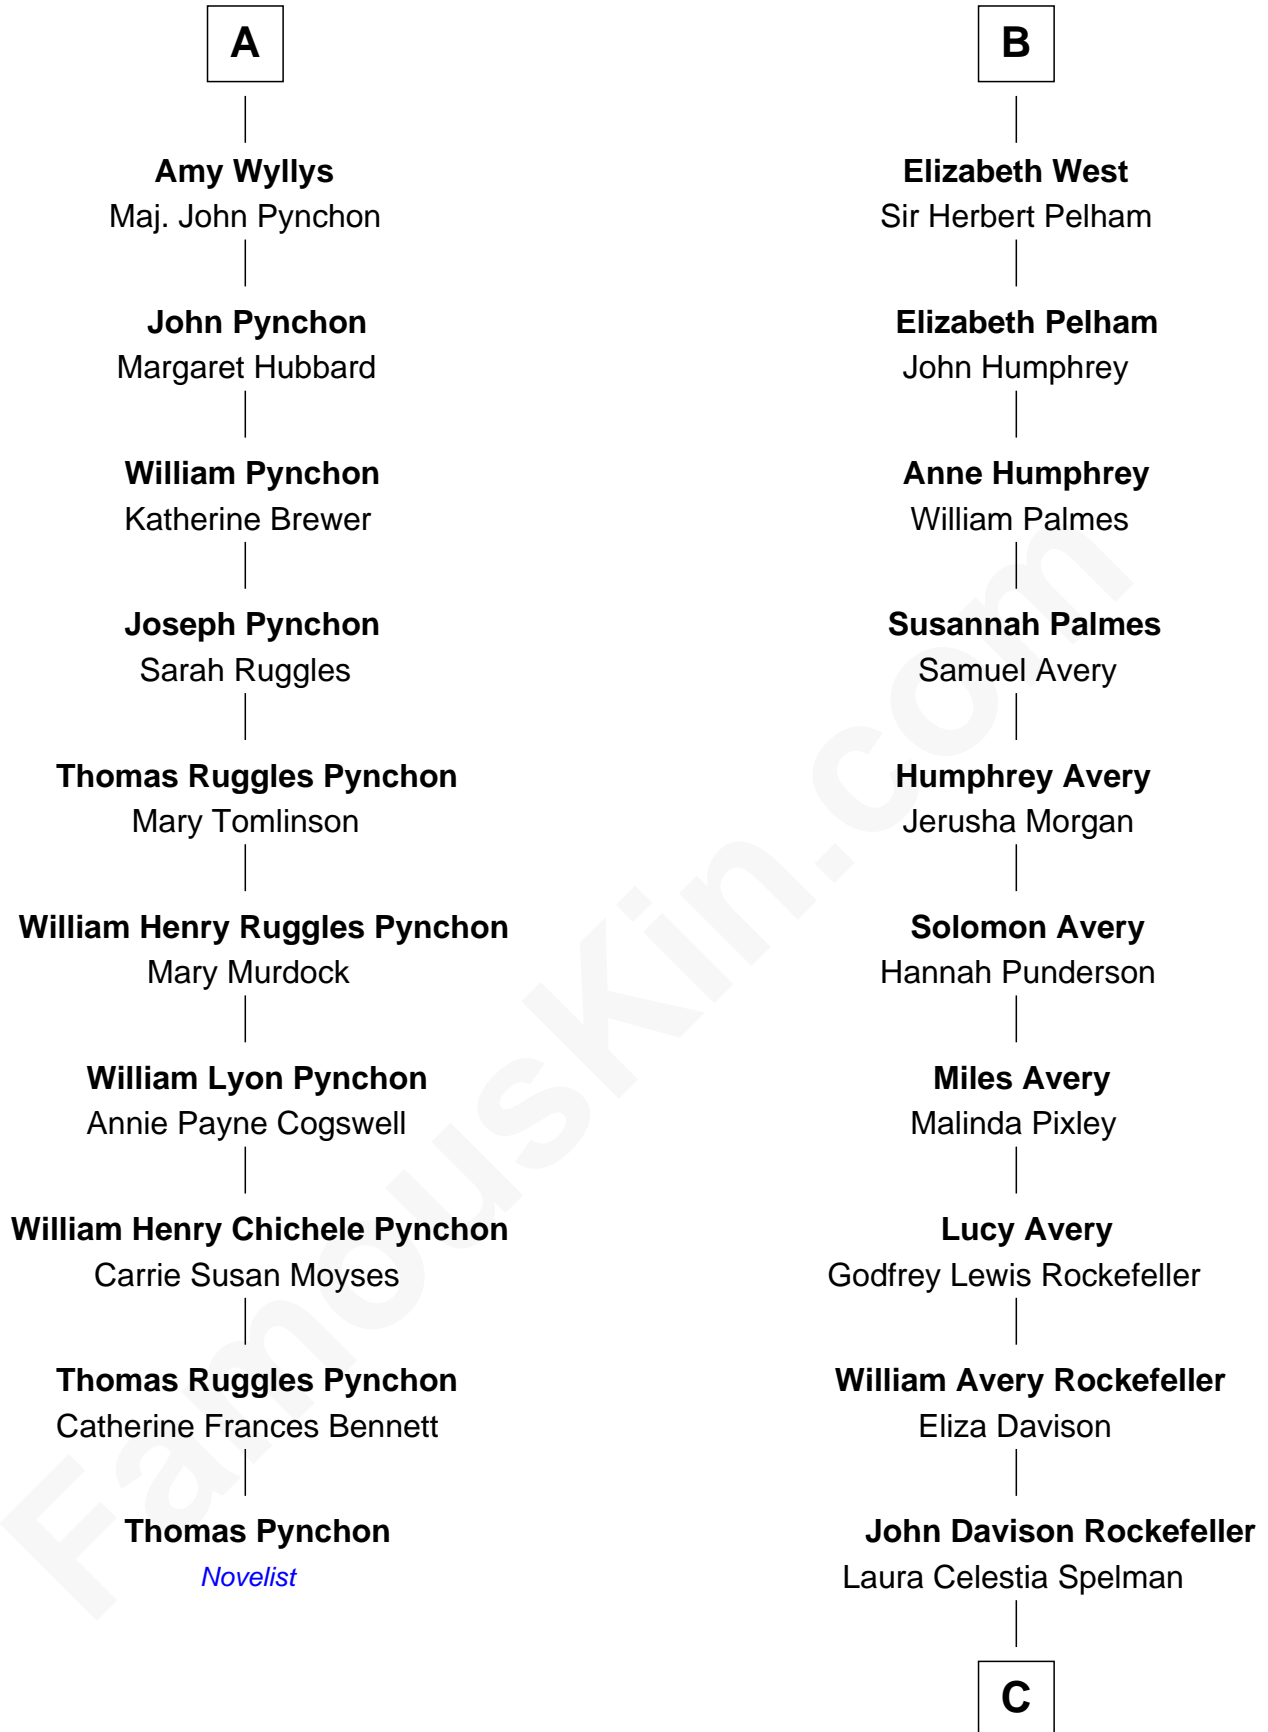 A
Amy Wyllys
Maj. John Pynchon
John Pynchon
Margaret Hubbard
William Pynchon
Katherine Brewer
Joseph Pynchon
Sarah Ruggles
Thomas Ruggles Pynchon
Mary Tomlinson
William Henry Ruggles Pynchon
Mary Murdock
William Lyon Pynchon
Annie Payne Cogswell
William Henry Chichele Pynchon
Carrie Susan Moyses
Thomas Ruggles Pynchon
Catherine Frances Bennett
Thomas Pynchon
Novelist
B
Elizabeth West
Sir Herbert Pelham
Elizabeth Pelham
John Humphrey
Anne Humphrey
William Palmes
Susannah Palmes
Samuel Avery
Humphrey Avery
Jerusha Morgan
Solomon Avery
Hannah Punderson
Miles Avery
Malinda Pixley
Lucy Avery
Godfrey Lewis Rockefeller
William Avery Rockefeller
Eliza Davison
John Davison Rockefeller
Laura Celestia Spelman
C
FamousKin.com